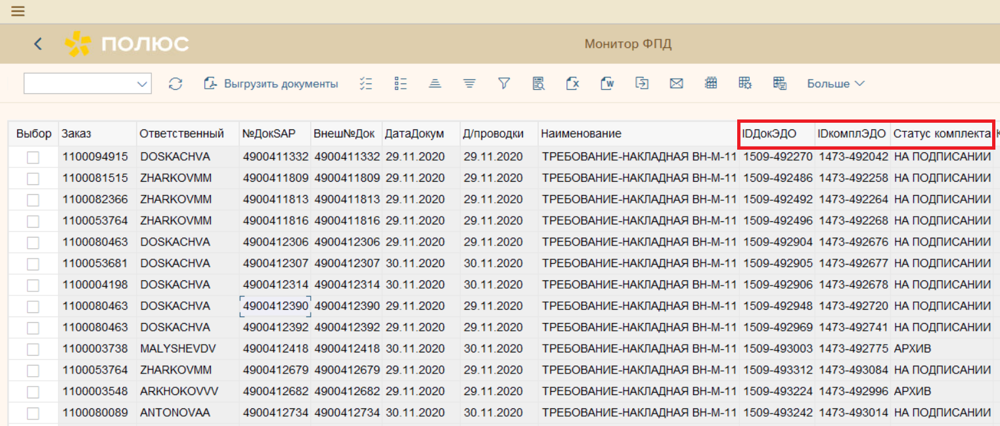 ПОЛЮС Монитор ФПД
Выгрузить документы Больше
Выбор Заказ Ответственный №ДокSAP Внеш№Док ДатаДокум Д/проводки Наименование IDДокЭДО IDкомплЭДО Статус комплекта
1100094915 DOSKACHVA 4900411332 4900411332 29.11.2020 29.11.2020 ТРЕБОВАНИЕ-НАКЛАДНАЯ ВН-М-11 1509-492270 1473-492042 НА ПОДПИСАНИИ
1100081515 ZHARKOVMM 4900411809 4900411809 29.11.2020 29.11.2020 ТРЕБОВАНИЕ-НАКЛАДНАЯ ВН-М-11 1509-492486 1473-492258 НА ПОДПИСАНИИ
1100082366 ZHARKOVMM 4900411813 4900411813 29.11.2020 29.11.2020 ТРЕБОВАНИЕ-НАКЛАДНАЯ ВН-М-11 1509-492492 1473-492264 НА ПОДПИСАНИИ
1100053764 ZHARKOVMM 4900411816 4900411816 29.11.2020 29.11.2020 ТРЕБОВАНИЕ-НАКЛАДНАЯ ВН-М-11 1509-492496 1473-492268 НА ПОДПИСАНИИ
1100080463 DOSKACHVA 4900412306 4900412306 29.11.2020 29.11.2020 ТРЕБОВАНИЕ-НАКЛАДНАЯ ВН-М-11 1509-492904 1473-492676 НА ПОДПИСАНИИ
1100053681 DOSKACHVA 4900412307 4900412307 30.11.2020 30.11.2020 ТРЕБОВАНИЕ-НАКЛАДНАЯ ВН-М-11 1509-492905 1473-492677 НА ПОДПИСАНИИ
1100004198 DOSKACHVA 4900412314 4900412314 30.11.2020 30.11.2020 ТРЕБОВАНИЕ-НАКЛАДНАЯ ВН-М-11 1509-492906 1473-492678 НА ПОДПИСАНИИ
1100080463 DOSKACHVA 4900412390 4900412390 29.11.2020 29.11.2020 ТРЕБОВАНИЕ-НАКЛАДНАЯ ВН-М-11 1509-492948 1473-492720 НА ПОДПИСАНИИ
1100080463 DOSKACHVA 4900412392 4900412392 29.11.2020 29.11.2020 ТРЕБОВАНИЕ-НАКЛАДНАЯ ВН-М-11 1509-492969 1473-492741 НА ПОДПИСАНИИ
1100003738 MALYSHEVDV 4900412418 4900412418 30.11.2020 30.11.2020 ТРЕБОВАНИЕ-НАКЛАДНАЯ ВН-М-11 1509-493003 1473-492775 АРХИВ
1100053764 ZHARKOVMM 4900412679 4900412679 29.11.2020 29.11.2020 ТРЕБОВАНИЕ-НАКЛАДНАЯ ВН-М-11 1509-493312 1473-493084 НА ПОДПИСАНИИ
1100003548 ARKHOKOVVV 4900412682 4900412682 29.11.2020 29.11.2020 ТРЕБОВАНИЕ-НАКЛАДНАЯ ВН-М-11 1509-493224 1473-492996 АРХИВ
1100080089 ANTONOVAA 4900412734 4900412734 30.11.2020 30.11.2020 ТРЕБОВАНИЕ-НАКЛАДНАЯ ВН-М-11 1509-493242 1473-493014 НА ПОДПИСАНИИ